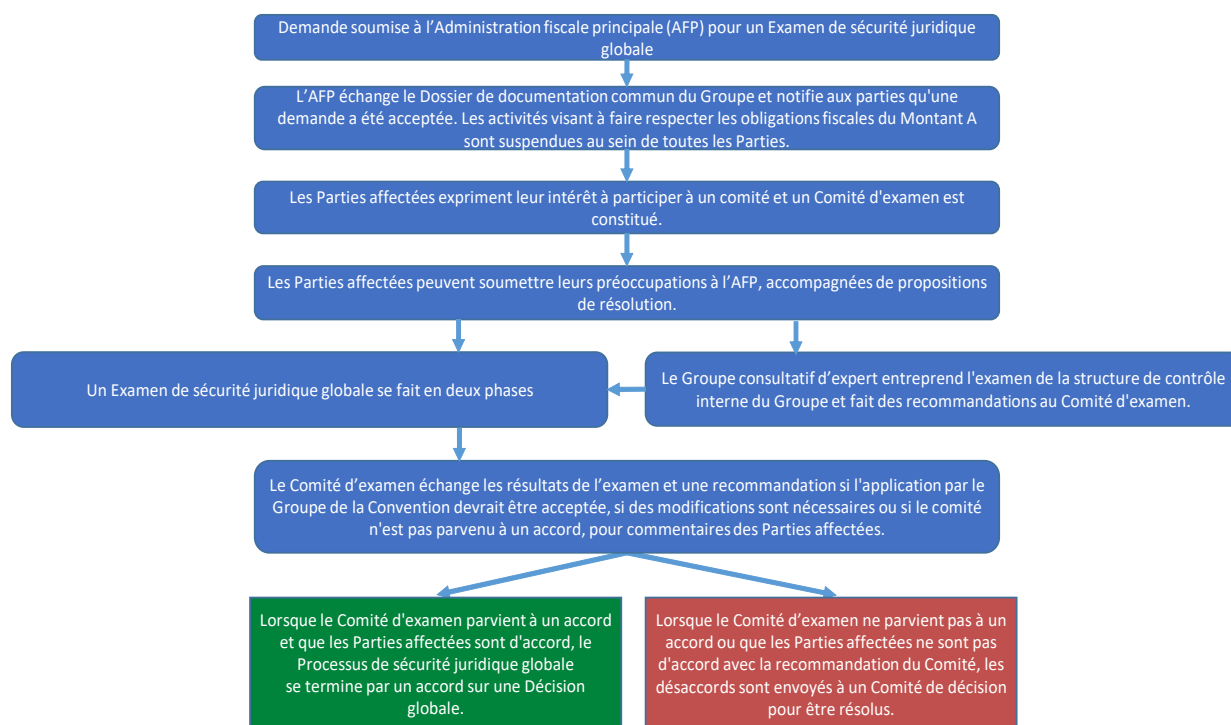 Demande soumise à l'Administration fiscale principale (AFP) pour un Examen de sécurité juridique
globale
L'AFP échange le Dossier de documentation commun du Groupe et notifie aux parties qu'une
demande a été acceptée. Les activités visant à faire respecter les obligations fiscales du Montant A
sont suspendues au sein de toutes les Parties.
Les Parties affectées expriment leur intérêt à participer à un comité et un Comité d'examen est
constitué.
Les Parties affectées peuvent soumettre leurs préoccupations à l'AFP, accompagnées de propositions
de résolution.
Un Examen de sécurité juridique globale se fait en deux phases
Le Groupe consultatif d'expert entreprend l'examen de la structure de contrôle
interne du Groupe et fait des recommandations au Comité d'examen.
Le Comité d'examen échange les résultats de l'examen et une recommandation si l'application par le
Groupe de la Convention devrait être acceptée, si des modifications sont nécessaires ou si le comité
n'est pas parvenu à un accord, pour commentaires des Parties affectées.
Lorsque le Comité d'examen parvient à un accord
et que les Parties affectées sont d'accord, le
Processus de sécurité juridique globale
se termine par un accord sur une Décision
globale.
Lorsque le Comité d'examen ne parvient pas à un
accord ou que les Parties affectées ne sont pas
d'accord avec la recommandation du Comité, les
désaccords sont envoyés à un Comité de décision
pour être résolus.